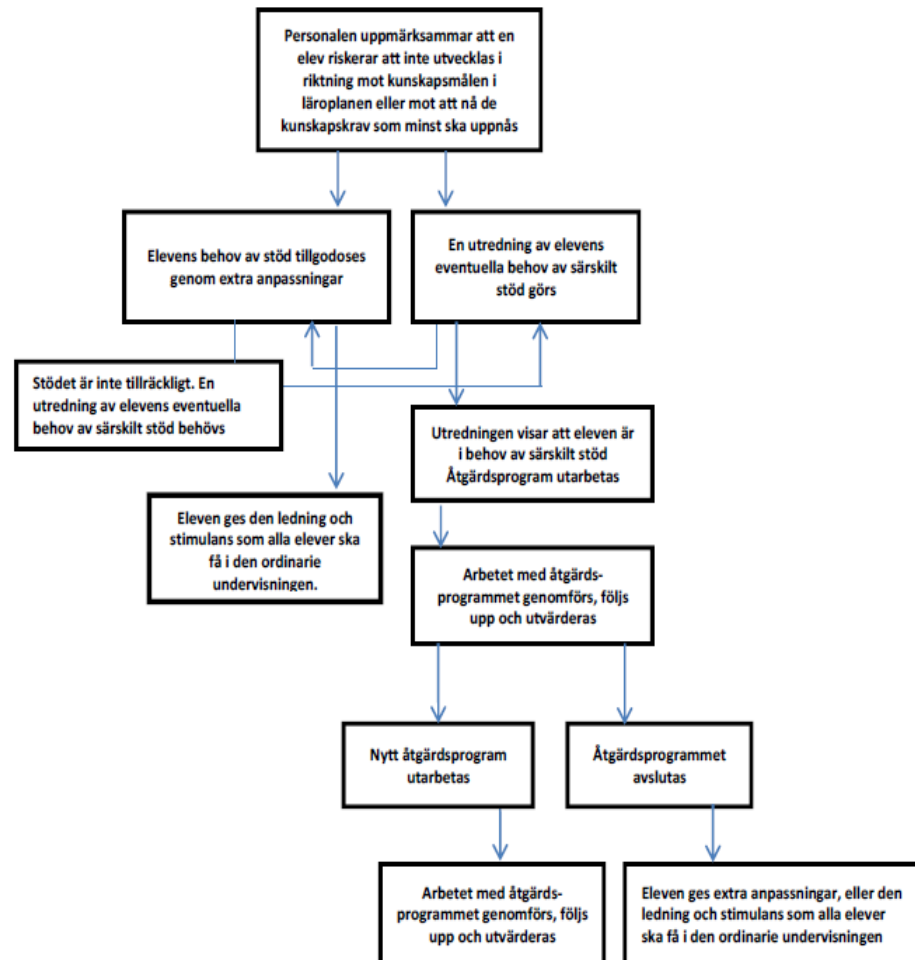 Personalen uppmärksammar att en
elev riskerar att inte utvecklas i
riktning mot kunskapsmålen i
läroplanen eller mot att nå de
kunskapskrav som minst ska uppnås
Elevens behov av stöd tillgodoses
genom extra anpassningar
En utredning av elevens
eventuella behov av särskilt
stöd görs
Stödet är inte tillräckligt. En
utredning av elevens eventuella
behov av särskilt stöd behövs
Utredningen visar att eleven är
i behov av särskilt stöd
Åtgärdsprogram utarbetas
Eleven ges den ledning och
stimulans som alla elever ska
få i den ordinarie
undervisningen.
Arbetet med åtgärds-
programmet genomförs, följs
upp och utvärderas
Nytt åtgärdsprogram
utarbetas
Åtgärdsprogrammet
avslutas
Arbetet med åtgärds-
programmet genomförs, följs
upp och utvärderas
Eleven ges extra anpassningar, eller den
ledning och stimulans som alla elever
ska få i den ordinarie undervisningen